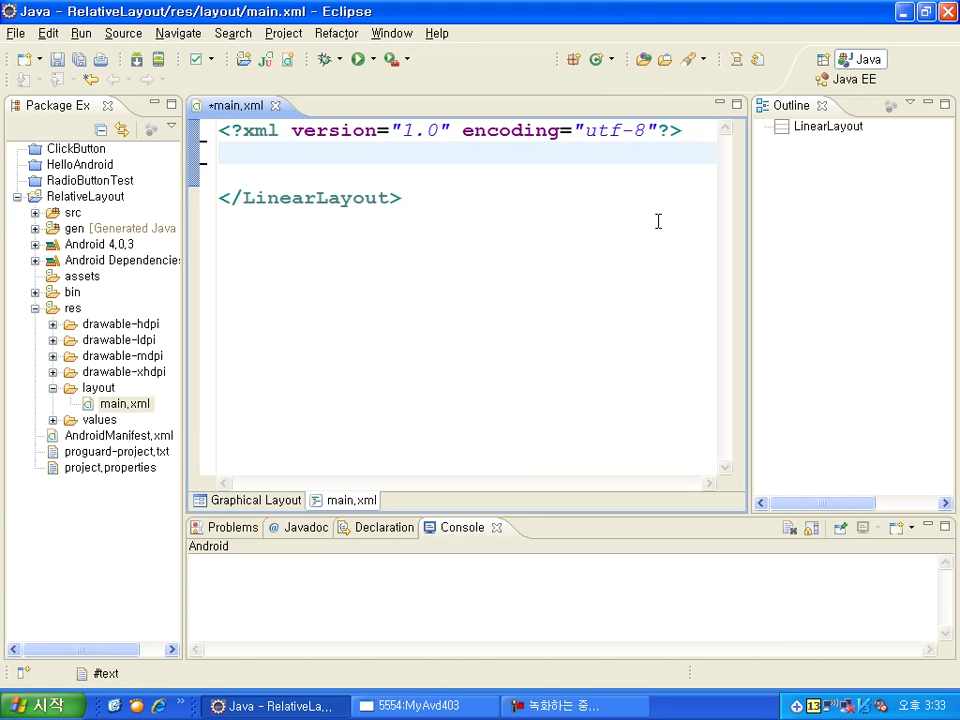 Java - RelativeLayout/res/layout/main.xml - Eclipse
File Edit Run Source Navigate Search Project Refactor Window Help
Java
Java EE
Package Ex
*main.xml
Outline
<?xml version="1.0" encoding="utf-8"?>
</LinearLayout>
LinearLayout
ClickButton
HelloAndroid
RadioButtonTest
RelativeLayout
src
gen [Generated Java
Android 4.0.3
Android Dependencies
assets
bin
res
drawable-hdpi
drawable-ldpi
drawable-mdpi
drawable-xhdpi
layout
main.xml
values
AndroidManifest.xml
proguard-project.txt
project.properties
Graphical Layout main.xml
Problems @ Javadoc Declaration Console
Android
#text
시작 Java - RelativeLa... 5554:MyAvd403 녹화하는 중... 13 오후 3:33